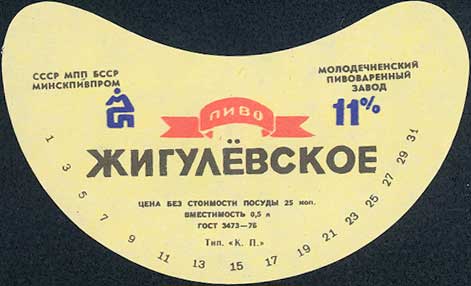 СССР МПП БССР
МИНСКПИВПРОМ
МОЛОДЕЧНЕНСКИЙ
ПИВОВАРЕННЫЙ
ЗАВОД
11%
ПИВО
ЖИГУЛЁВСКОЕ
ЦЕНА БЕЗ СТОИМОСТИ ПОСУДЫ 25 коп.
ВМЕСТИМОСТЬ 0,5 л
ГОСТ 3473—78
Тип. «К. П.»
1 3 5 7 9 11 13 15 17 19 21 23 25 27 29 31